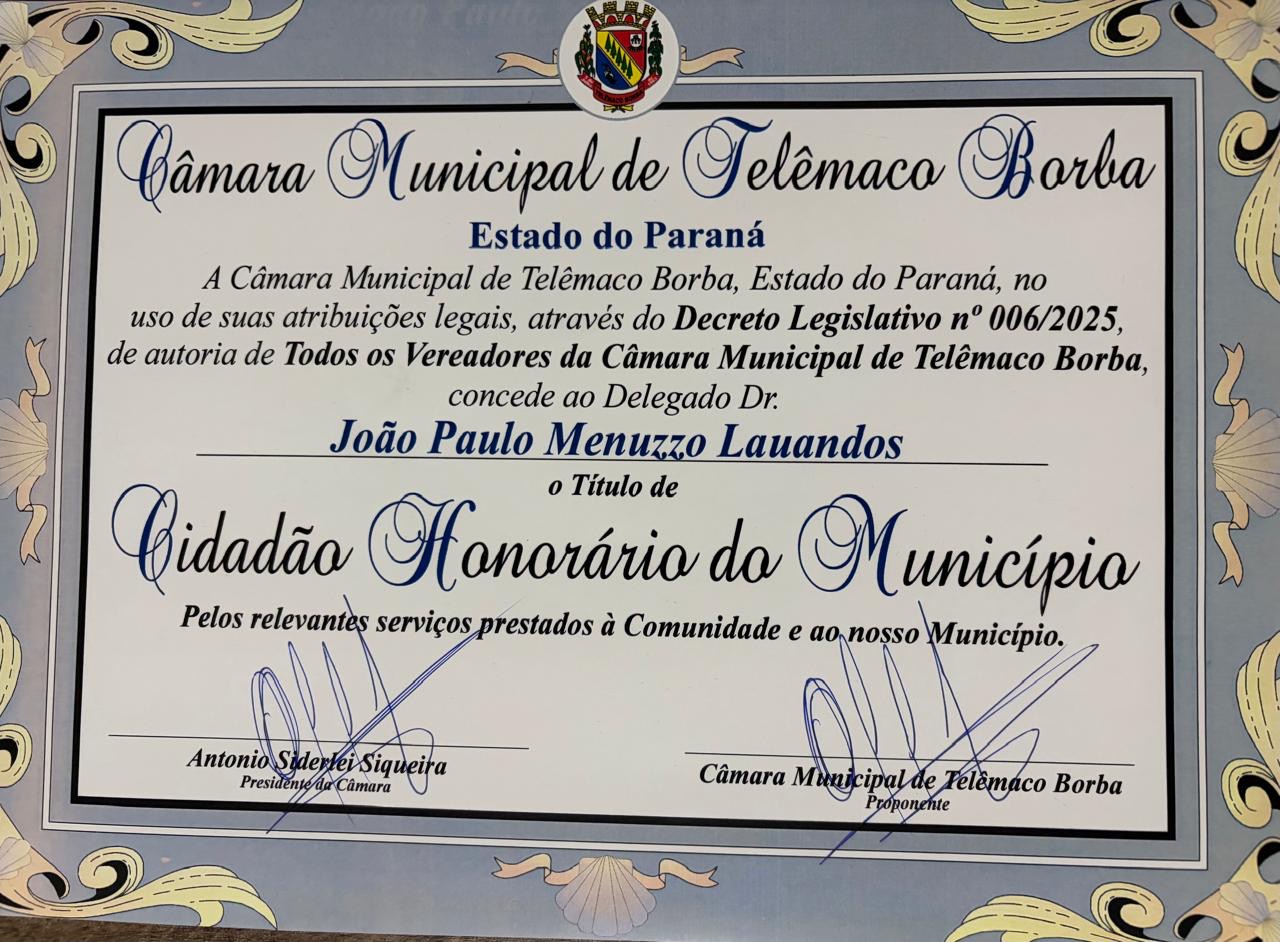 TELÊMACO BORBA
Câmara Municipal de Telêmaco Borba
Estado do Paraná
A Câmara Municipal de Telêmaco Borba, Estado do Paraná, no
uso de suas atribuições legais, através do Decreto Legislativo nº 006/2025,
de autoria de Todos os Vereadores da Câmara Municipal de Telêmaco Borba,
concede ao Delegado Dr.
João Paulo Menuzzo Lauandos
o Título de
Cidadão Honorário do Município
Pelos relevantes serviços prestados à Comunidade e ao nosso Município.
Antonio Siderlei Siqueira
Presidente da Câmara
Câmara Municipal de Telêmaco Borba
Proponente